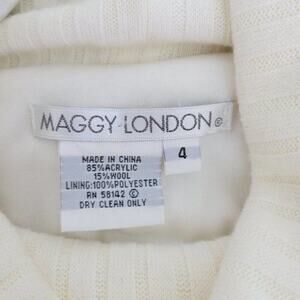 MAGGY LONDON®
4
MADE IN CHINA
85%ACRYLIC
15%WOOL
LINING:100%POLYESTER
RN 58142 ©
DRY CLEAN ONLY